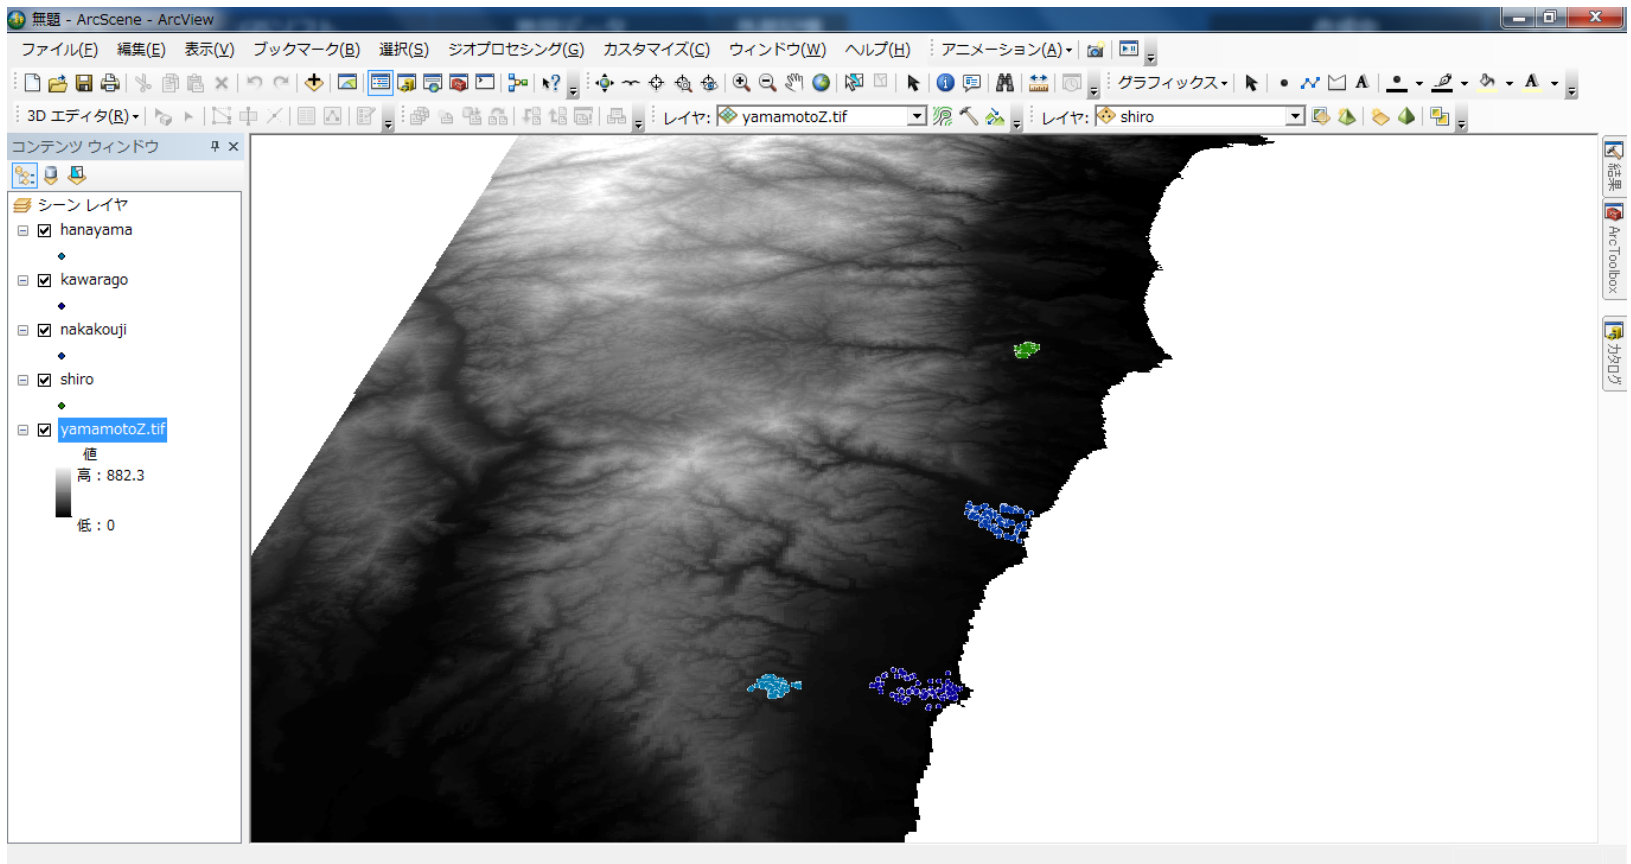 無題 - ArcScene - ArcView
ファイル(F) 編集(E) 表示(V) ブックマーク(B) 選択(S) ジオプロセシング(G) カスタマイズ(C) ウィンドウ(W) ヘルプ(H) アニメーション(A)
グラフィックス
3D エディタ(R) レイヤ: yamamotoZ.tif レイヤ: shiro
コンテンツ ウィンドウ
シーン レイヤ
hanayama
kawarago
nakakouji
shiro
yamamotoZ.tif
値
高 : 882.3
低 : 0
結果
ArcToolbox
カタログ